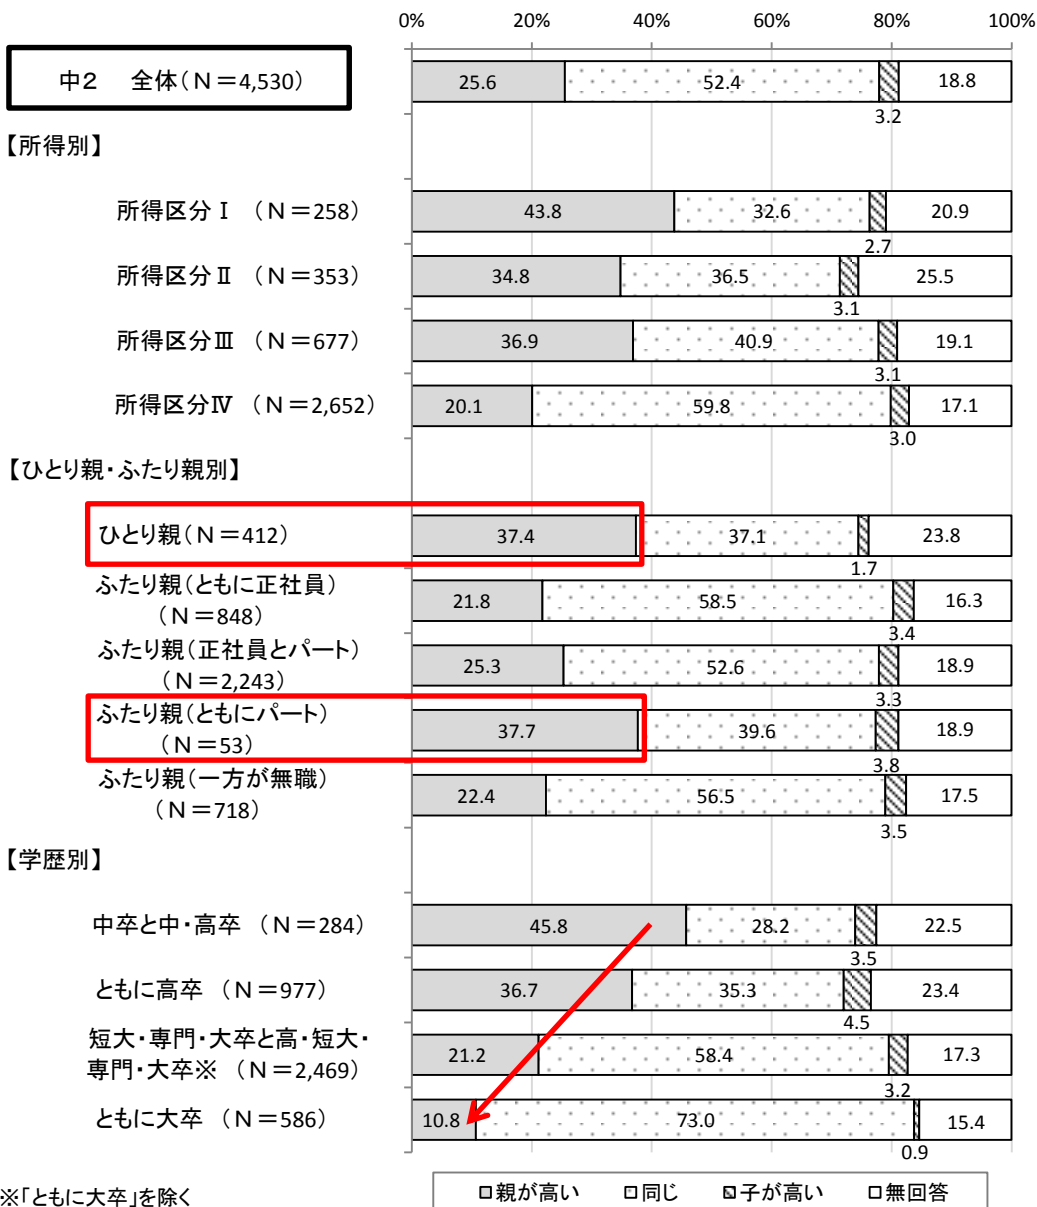 0% 20% 40% 60% 80% 100%
中2 全体(N=4,530) 25.6 52.4 18.8
3.2
【所得別】
所得区分Ⅰ (N=258) 43.8 32.6 20.9
2.7
所得区分Ⅱ (N=353) 34.8 36.5 25.5
3.1
所得区分Ⅲ (N=677) 36.9 40.9 19.1
3.1
所得区分Ⅳ (N=2,652) 20.1 59.8 17.1
3.0
【ひとり親・ふたり親別】
ひとり親(N=412) 37.4 37.1 23.8
1.7
ふたり親(ともに正社員)
(N=848) 21.8 58.5 16.3
3.4
ふたり親(正社員とパート)
(N=2,243) 25.3 52.6 18.9
3.3
ふたり親(ともにパート)
(N=53) 37.7 39.6 18.9
3.8
ふたり親(一方が無職)
(N=718) 22.4 56.5 17.5
3.5
【学歴別】
中卒と中・高卒 (N=284) 45.8 28.2 22.5
3.5
ともに高卒 (N=977) 36.7 35.3 23.4
4.5
短大・専門・大卒と高・短大・
専門・大卒※ (N=2,469) 21.2 58.4 17.3
3.2
ともに大卒 (N=586) 10.8 73.0 15.4
0.9
※「ともに大卒」を除く
親が高い 同じ 子が高い 無回答